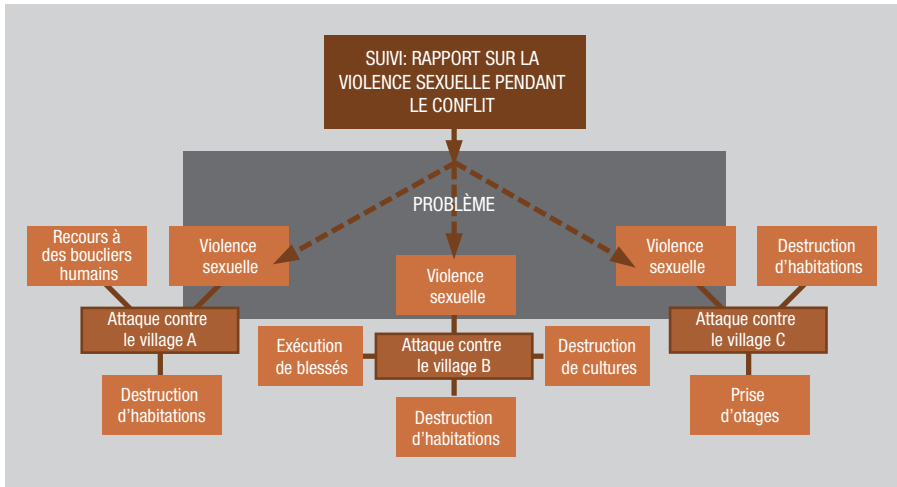 SUIVI: RAPPORT SUR LA
VIOLENCE SEXUELLE PENDANT
LE CONFLIT
PROBLÈME
Recours à
des boucliers
humains
Violence
sexuelle
Attaque contre
le village A
Destruction
d'habitations
Violence
sexuelle
Exécution
de blessés
Attaque contre
le village B
Destruction
de cultures
Destruction
d'habitations
Violence
sexuelle
Destruction
d'habitations
Attaque contre
le village C
Prise
d'otages